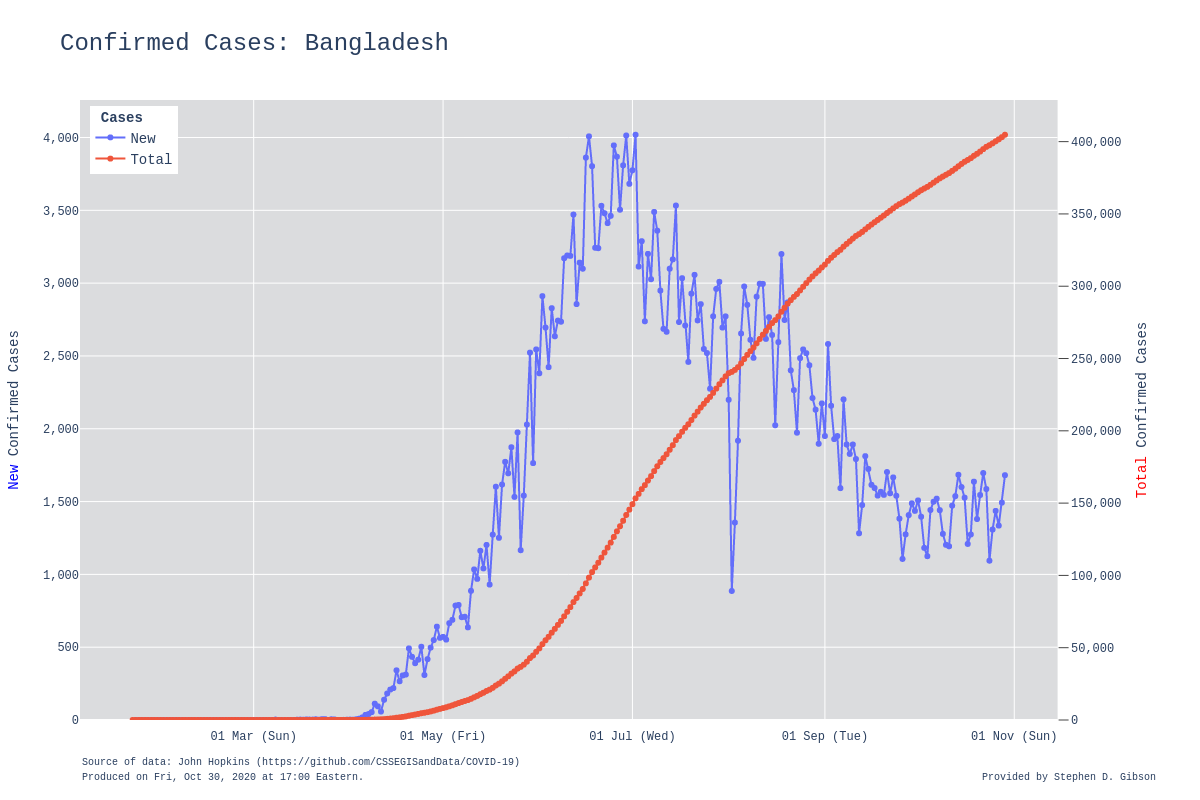 Confirmed Cases: Bangladesh
Cases
New
Total
4,000
3,500
3,000
2,500
2,000
1,500
1,000
500
0
New Confirmed Cases
400,000
350,000
300,000
250,000
200,000
150,000
100,000
50,000
0
Total Confirmed Cases
01 Mar (Sun)
01 May (Fri)
01 Jul (Wed)
01 Sep (Tue)
01 Nov (Sun)
Source of data: John Hopkins (https://github.com/CSSEGISandData/COVID-19)
Produced on Fri, Oct 30, 2020 at 17:00 Eastern.
Provided by Stephen D. Gibson